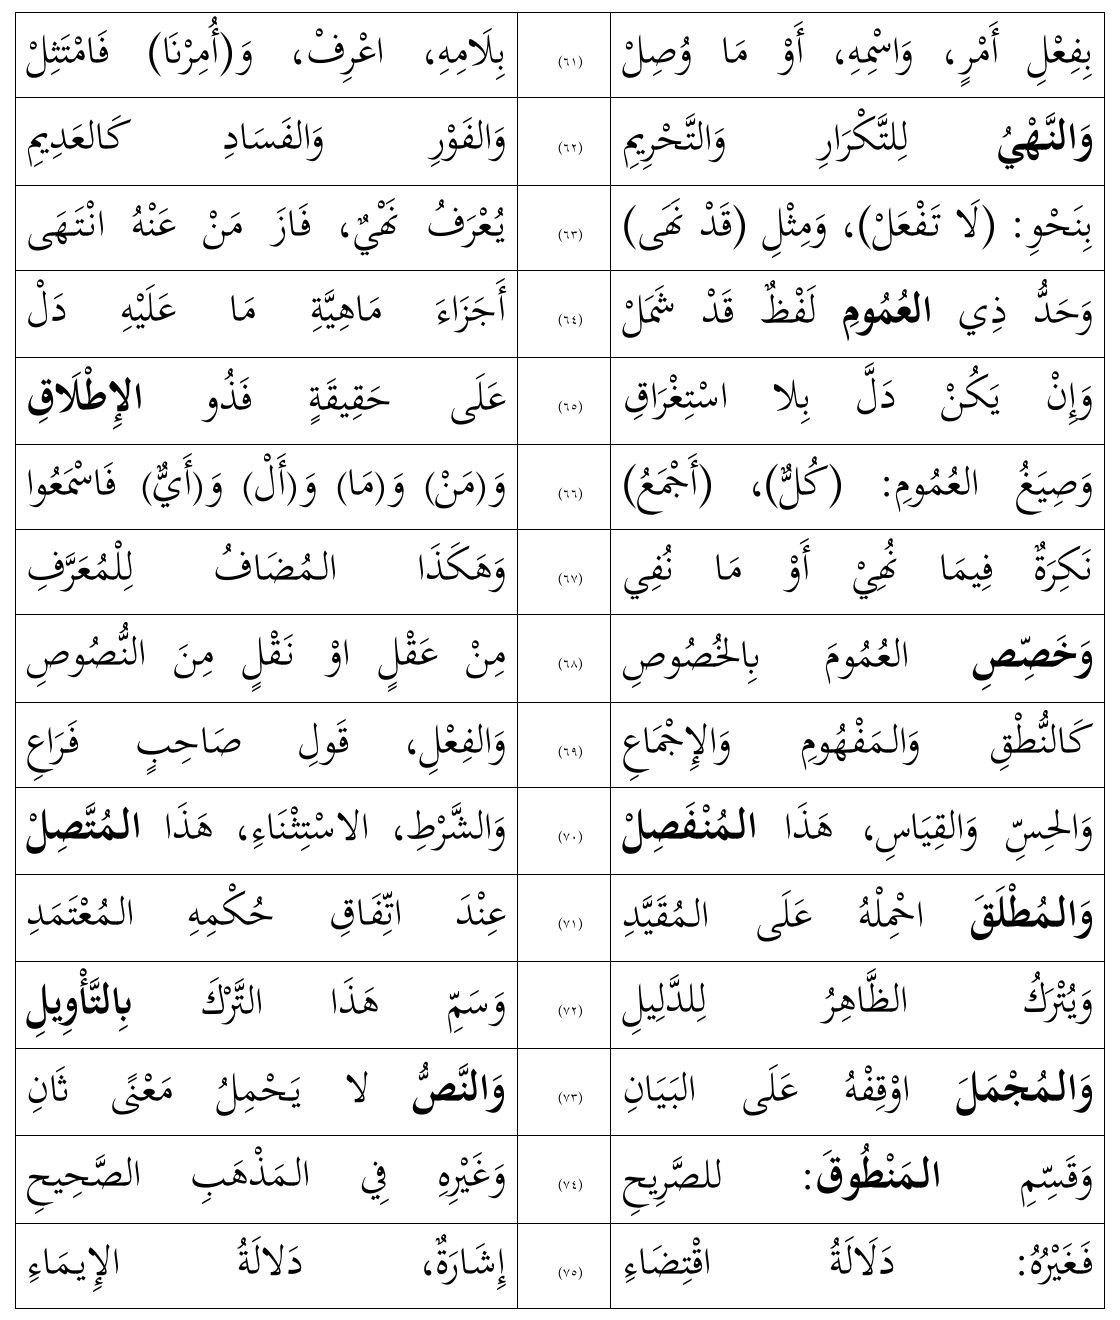 بِفِعْلِ أَمْرٍ، وَاسْمِهِ، أَوْ مَا وُصِلْ (٦١) بِلَامِهِ، اعْرِفْ، وَ(أُمِرْنَا) فَامْتَثِلْ
وَالنَّهْيُ لِلتَّكْرَارِ وَالتَّحْرِيمِ (٦٢) وَالفَوْرِ وَالفَسَادِ كَالعَدِيمِ
بِنَحْوِ: (لَا تَفْعَلْ)، وَمِثْلِ (قَدْ نَهَى) (٦٣) يُعْرَفُ نَهْيٌ، فَازَ مَنْ عَنْهُ انْتَهَى
وَحَدُّ ذِي العُمُومِ لَفْظٌ قَدْ شَمَلْ (٦٤) أَجَزَاءَ مَاهِيَّةِ مَا عَلَيْهِ دَلْ
وَإِنْ يَكُنْ دَلَّ بِلا اسْتِغْرَاقِ (٦٥) عَلَى حَقِيقَةٍ فَذُو الإِطْلَاقِ
وَصِيَغُ العُمُومِ: (كُلٌّ)، (أَجْمَعُ) (٦٦) وَ(مَنْ) وَ(مَا) وَ(أَلْ) وَ(أَيٌّ) فَاسْمَعُوا
نَكِرَةٌ فِيمَا نُهِيْ أَوْ مَا نُفِي (٦٧) وَهَكَذَا المُضَافُ لِلْمُعَرَّفِ
وَخَصِّصِ العُمُومَ بِالخُصُوصِ (٦٨) مِنْ عَقْلٍ اوْ نَقْلٍ مِنَ النُّصُوصِ
كَالنُّطْقِ وَالمَفْهُومِ وَالإِجْمَاعِ (٦٩) وَالفِعْلِ، قَولِ صَاحِبٍ فَرَاعِ
وَالحِسِّ وَالقِيَاسِ، هَذَا المُنْفَصِلْ (٧٠) وَالشَّرْطِ، الاسْتِثْنَاءِ، هَذَا المُتَّصِلْ
وَالمُطْلَقَ احْمِلْهُ عَلَى المُقَيَّدِ (٧١) عِنْدَ اتِّفَاقِ حُكْمِهِ المُعْتَمَدِ
وَيُتْرَكُ الظَّاهِرُ لِلدَّلِيلِ (٧٢) وَسَمِّ هَذَا التَّرْكَ بِالتَّأْوِيلِ
وَالمُجْمَلَ اوْقِفْهُ عَلَى البَيَانِ (٧٣) وَالنَّصُّ لا يَحْمِلُ مَعْنًى ثَانِ
وَقَسِّمِ المَنْطُوقَ: للصَّرِيحِ (٧٤) وَغَيْرِهِ فِي المَذْهَبِ الصَّحِيحِ
فَغَيْرُهُ: دَلَالَةُ اقْتِضَاءِ (٧٥) إِشَارَةٌ، دَلالَةُ الإِيمَاءِ